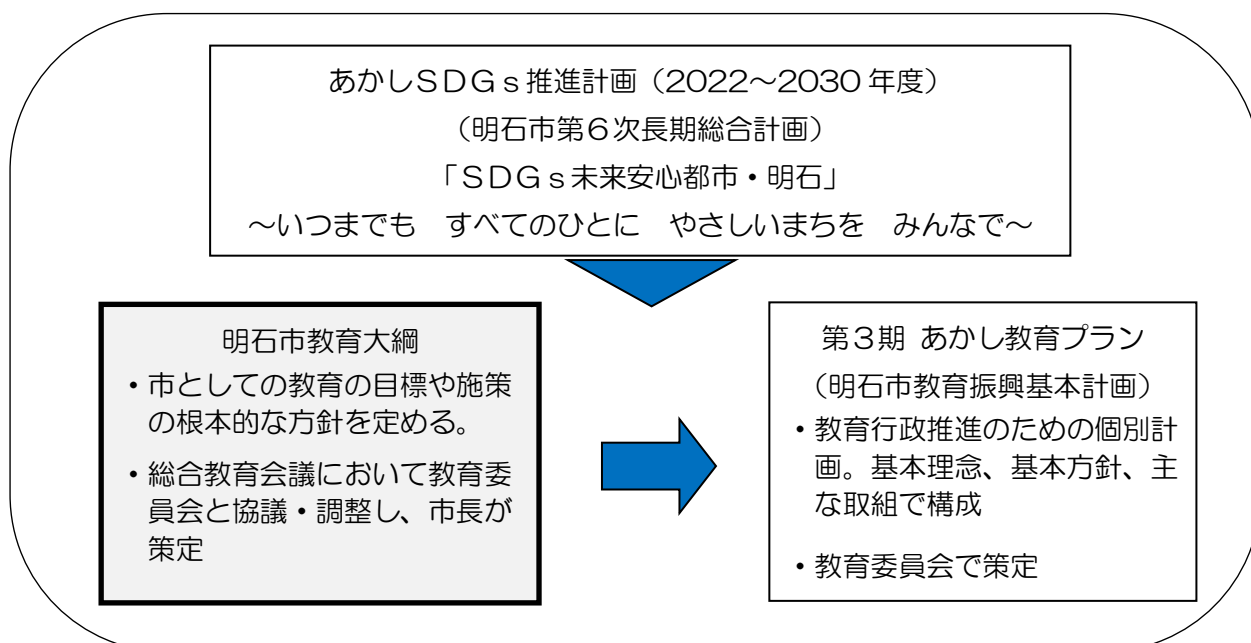 あかしSDGs推進計画（2022～2030年度）
（明石市第6次長期総合計画）
「SDGs未来安心都市・明石」
～いつまでも　すべてのひとに　やさしいまちを　みんなで～
明石市教育大綱
・市としての教育の目標や施策
の根本的な方針を定める。
・総合教育会議において教育委
員会と協議・調整し、市長が
策定
第3期 あかし教育プラン
（明石市教育振興基本計画）
・教育行政推進のための個別計
画。基本理念、基本方針、主
な取組で構成
・教育委員会で策定